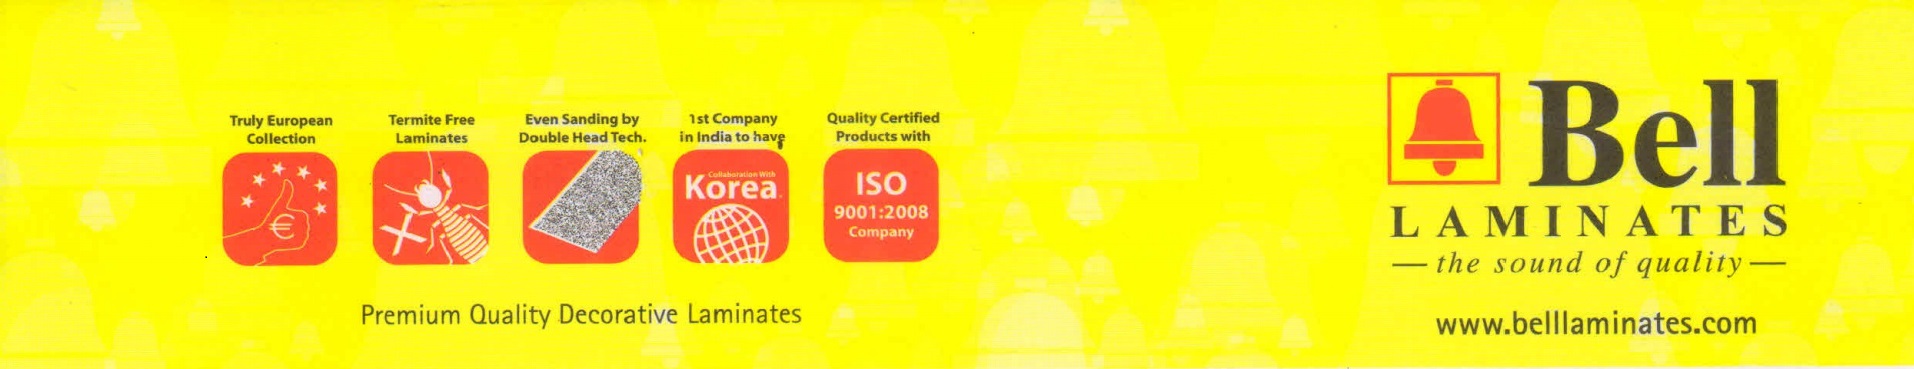 Truly European
Collection
€
Termite Free
Laminates
Even Sanding by
Double Head Tech.
1st Company
in India to have
Collaboration With
Korea
Quality Certified
Products with
ISO
9001:2008
Company
Premium Quality Decorative Laminates
Bell
LAMINATES
the sound of quality
www.belllaminates.com